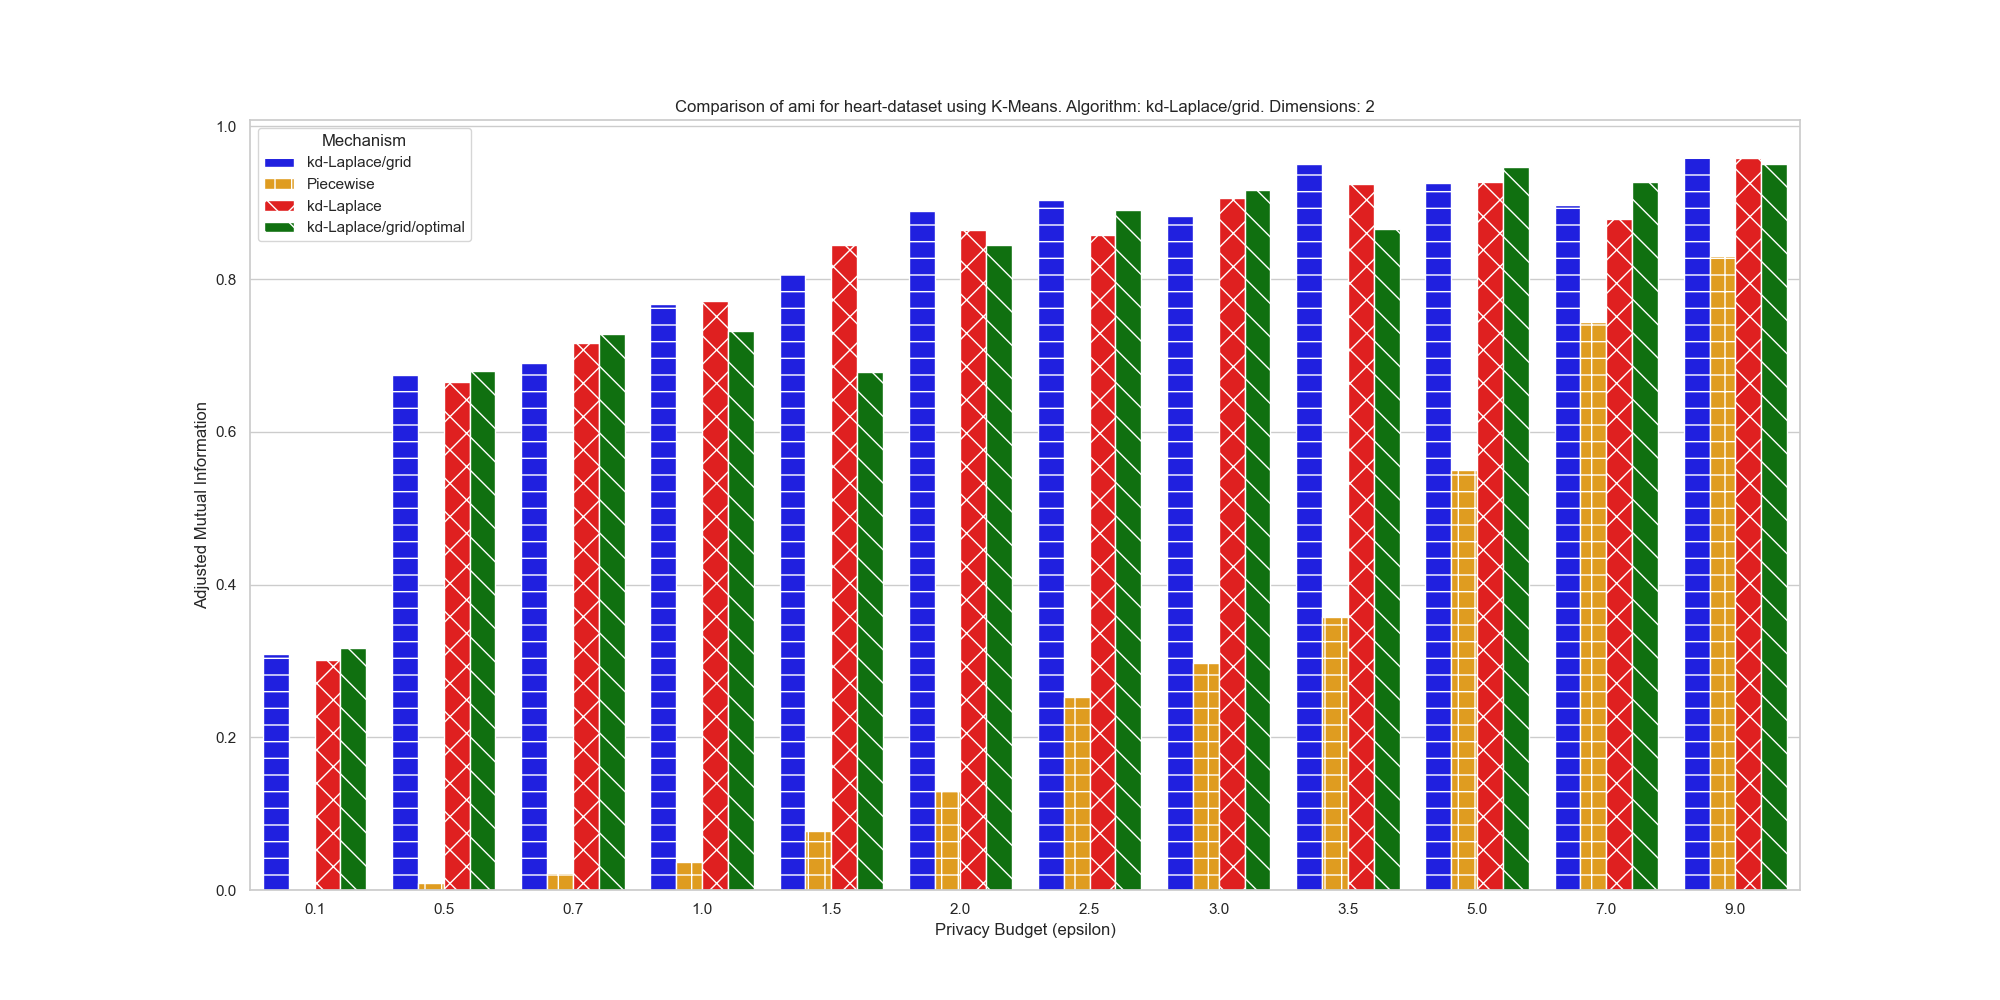 Comparison of ami for heart-dataset using K-Means. Algorithm: kd-Laplace/grid. Dimensions: 2
Mechanism
kd-Laplace/grid
Piecewise
kd-Laplace
kd-Laplace/grid/optimal
Adjusted Mutual Information
1.0
0.8
0.6
0.4
0.2
0.0
0.1 0.5 0.7 1.0 1.5 2.0 2.5 3.0 3.5 5.0 7.0 9.0
Privacy Budget (epsilon)